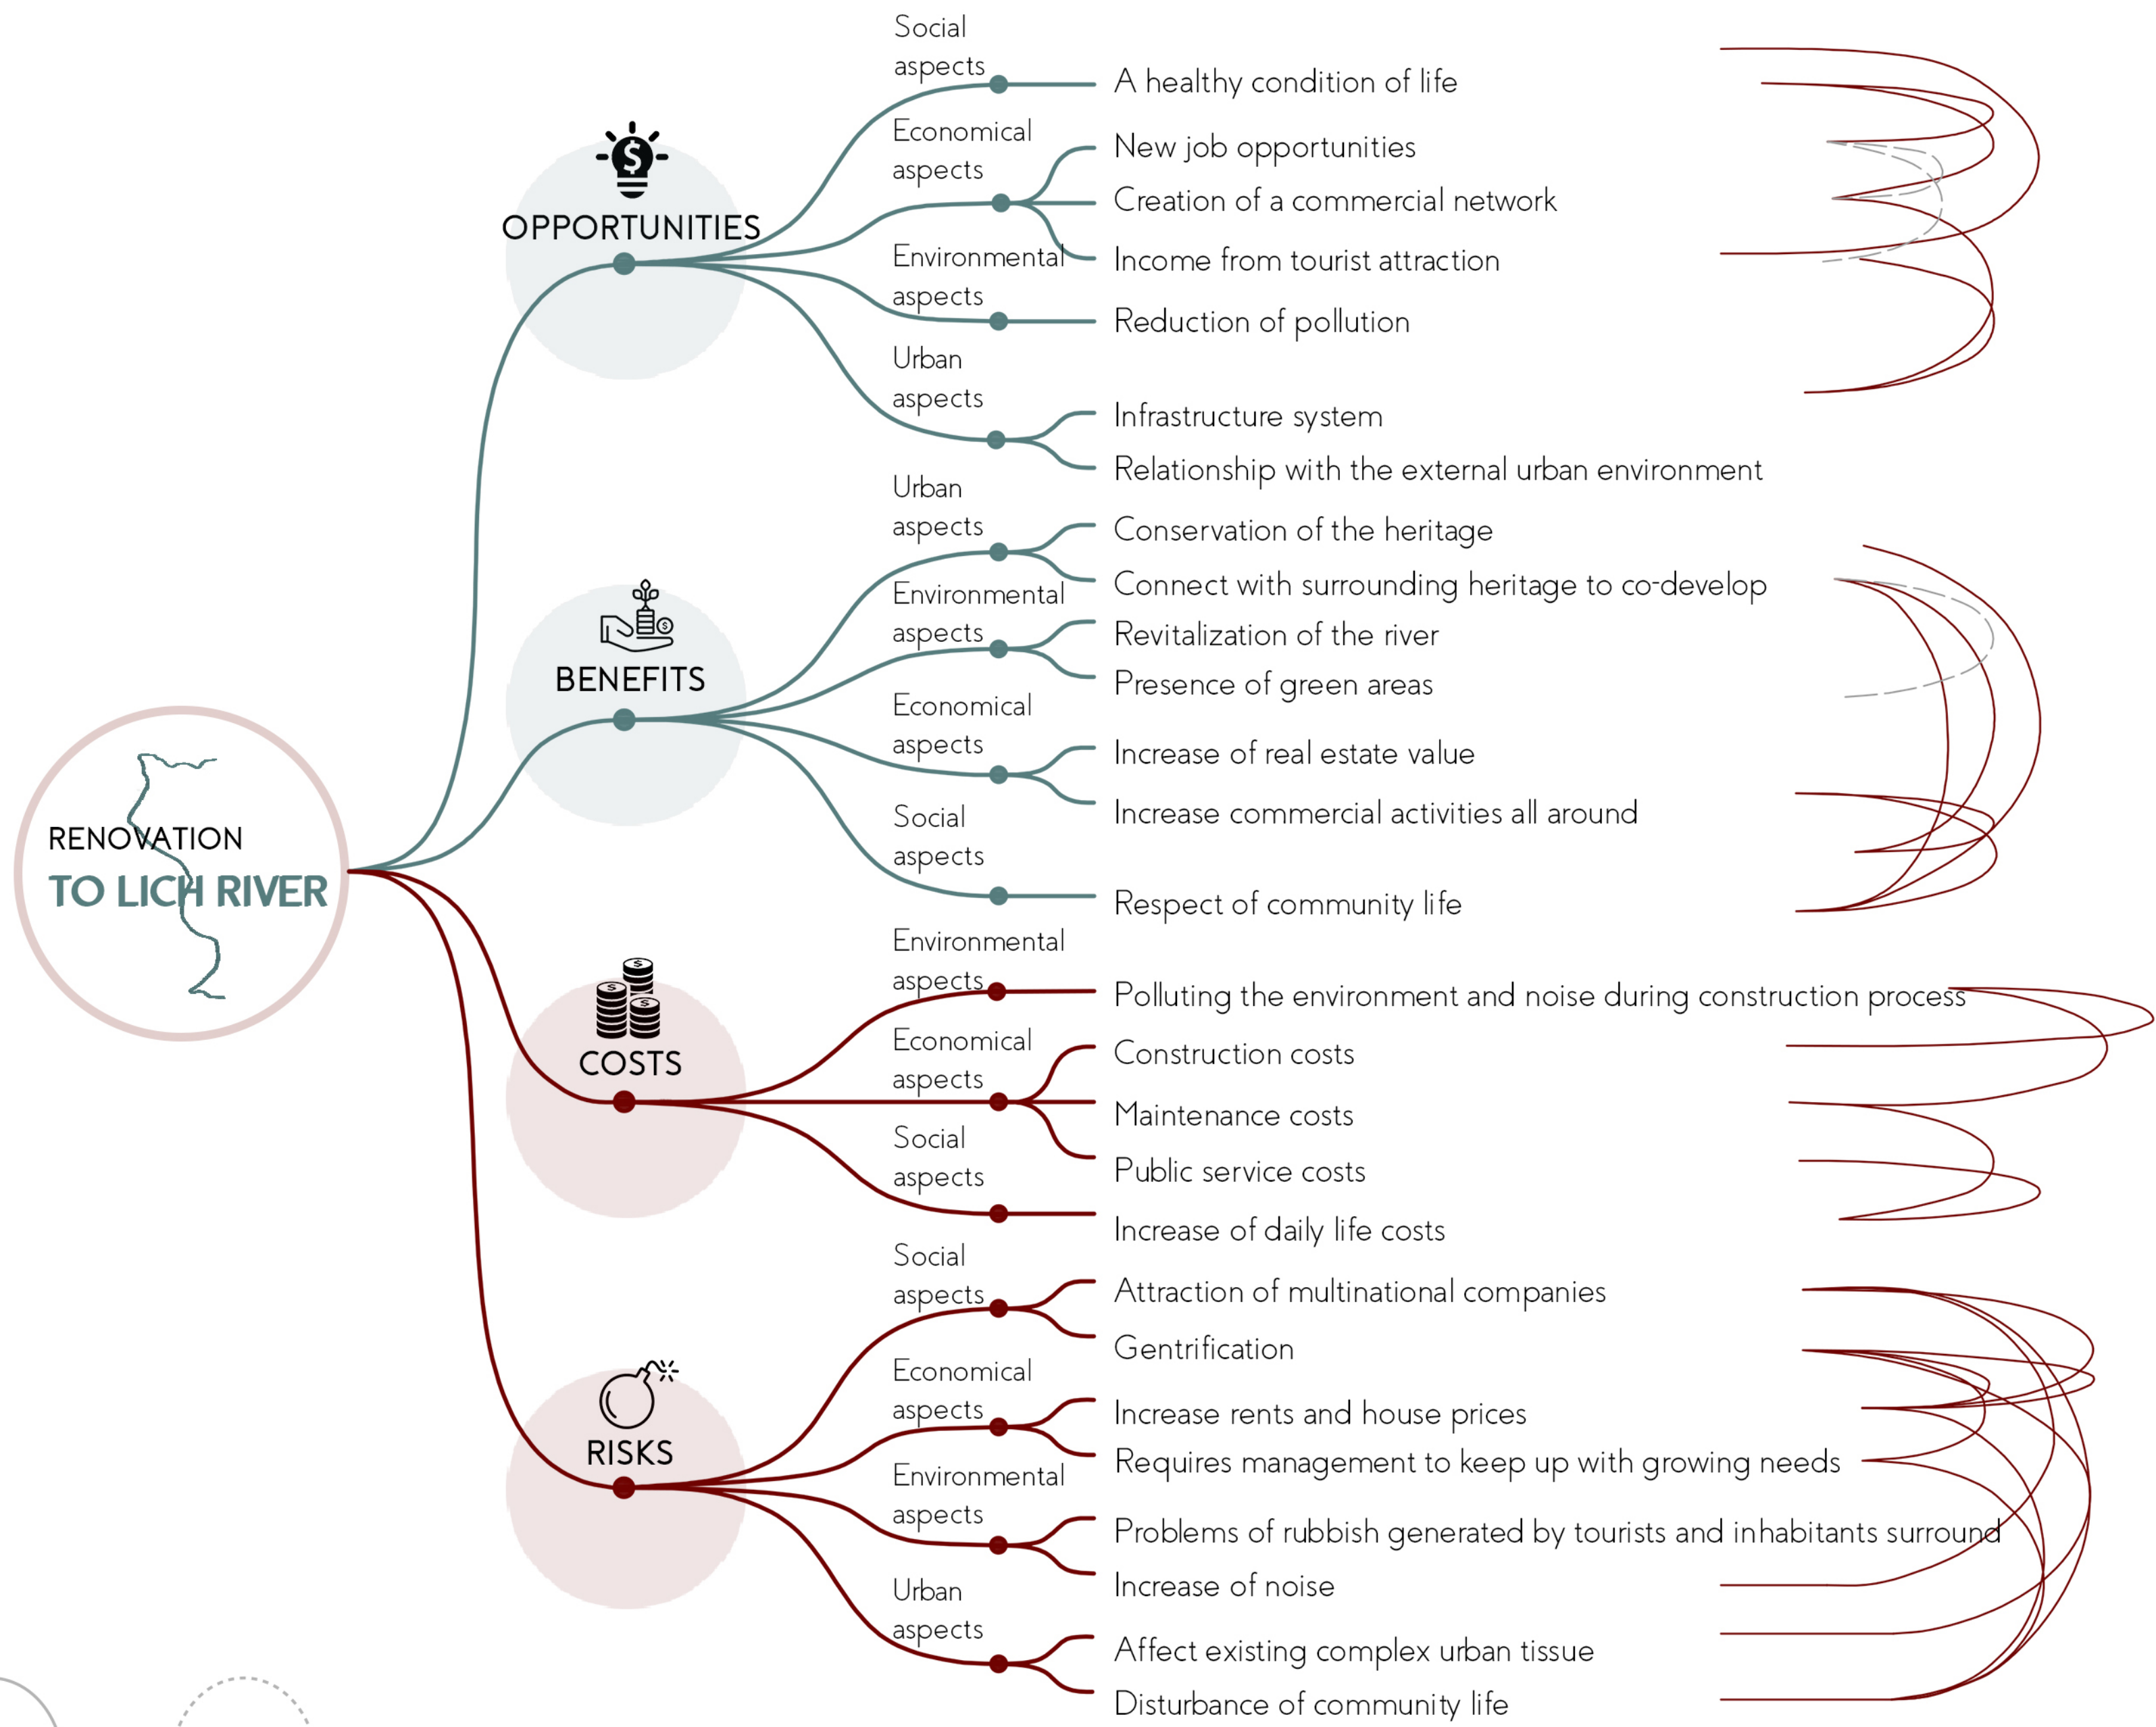 RENOVATION
TO LICH RIVER
OPPORTUNITIES
Social
aspects
A healthy condition of life
Economical
aspects
New job opportunities
Creation of a commercial network
Income from tourist attraction
Environmental
aspects
Reduction of pollution
Urban
aspects
Infrastructure system
Relationship with the external urban environment
BENEFITS
Urban
aspects
Conservation of the heritage
Connect with surrounding heritage to co-develop
Environmental
aspects
Revitalization of the river
Presence of green areas
Economical
aspects
Increase of real estate value
Increase commercial activities all around
Social
aspects
Respect of community life
COSTS
Environmental
aspects
Polluting the environment and noise during construction process
Economical
aspects
Construction costs
Maintenance costs
Public service costs
Social
aspects
Increase of daily life costs
RISKS
Social
aspects
Attraction of multinational companies
Gentrification
Economical
aspects
Increase rents and house prices
Requires management to keep up with growing needs
Environmental
aspects
Problems of rubbish generated by tourists and inhabitants surround
Increase of noise
Urban
aspects
Affect existing complex urban tissue
Disturbance of community life